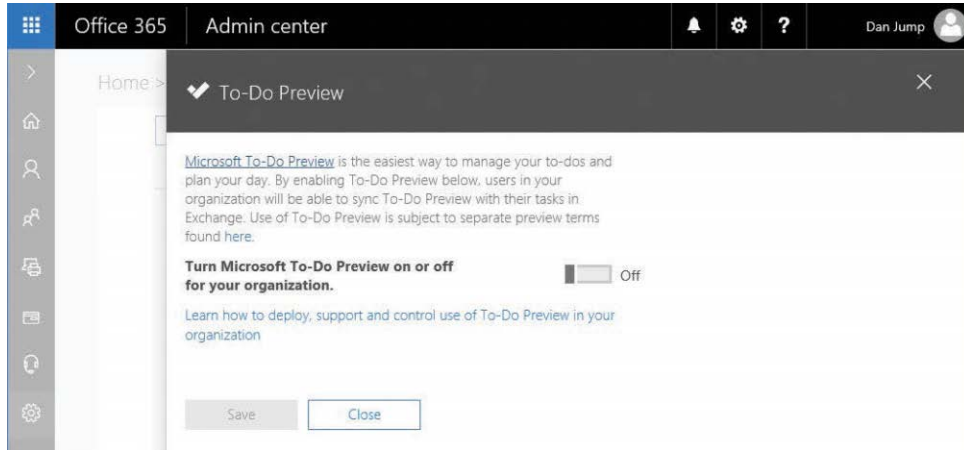 Office 365 Admin center ? Dan Jump
Home >
To-Do Preview
Microsoft To-Do Preview is the easiest way to manage your to-dos and
plan your day. By enabling To-Do Preview below, users in your
organization will be able to sync To-Do Preview with their tasks in
Exchange. Use of To-Do Preview is subject to separate preview terms
found here.
Turn Microsoft To-Do Preview on or off
for your organization.
Off
Learn how to deploy, support and control use of To-Do Preview in your
organization
Save Close